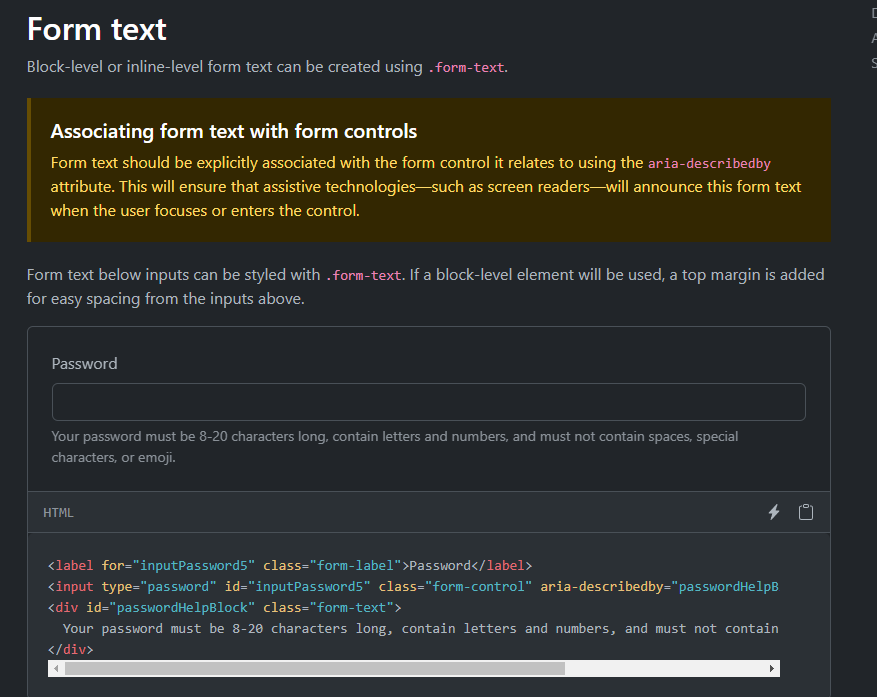 Form text
Block-level or inline-level form text can be created using .form-text.
Associating form text with form controls
Form text should be explicitly associated with the form control it relates to using the aria-describedby
attribute. This will ensure that assistive technologies—such as screen readers—will announce this form text
when the user focuses or enters the control.
Form text below inputs can be styled with .form-text. If a block-level element will be used, a top margin is added
for easy spacing from the inputs above.
Password
Your password must be 8-20 characters long, contain letters and numbers, and must not contain spaces, special
characters, or emoji.
HTML
<label for="inputPassword5" class="form-label">Password</label>
<input type="password" id="inputPassword5" class="form-control" aria-describedby="passwordHelpB
<div id="passwordHelpBlock" class="form-text">
  Your password must be 8-20 characters long, contain letters and numbers, and must not contain
</div>